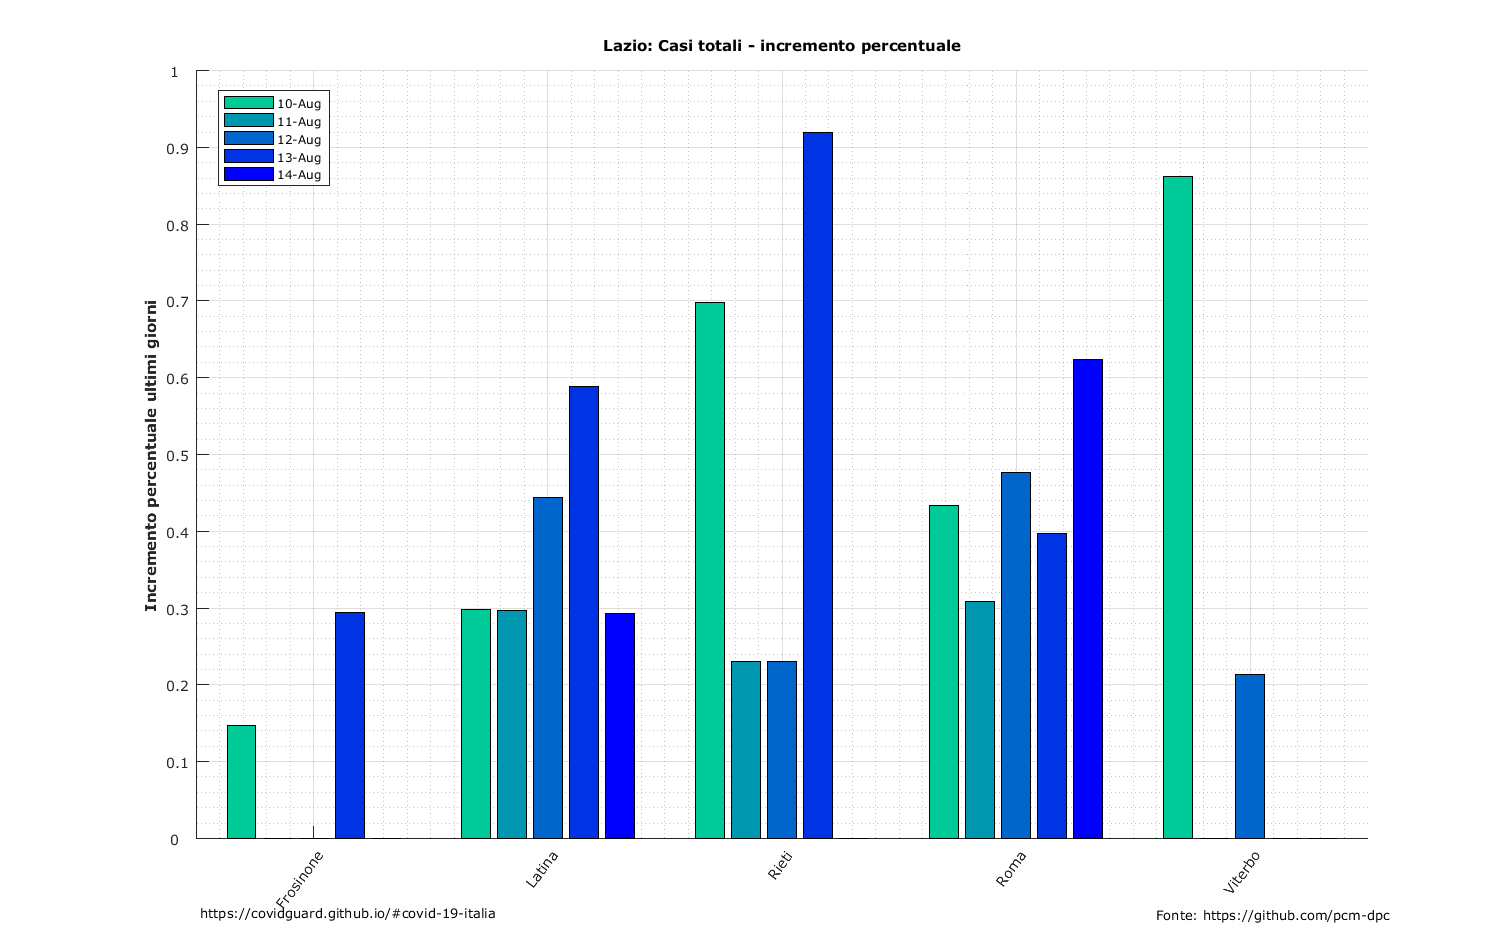 Lazio: Casi totali - incremento percentuale
Incremento percentuale ultimi giorni
1
0.9
0.8
0.7
0.6
0.5
0.4
0.3
0.2
0.1
0
10-Aug
11-Aug
12-Aug
13-Aug
14-Aug
Frosinone
Latina
Rieti
Roma
Viterbo
https://covidguard.github.io/#covid-19-italia
Fonte: https://github.com/pcm-dpc